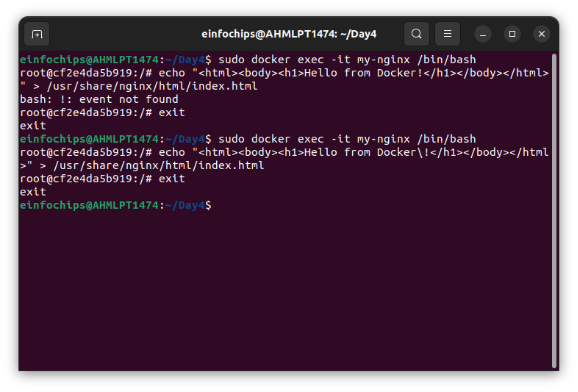 einfochips@AHMLPT1474: ~/Day4
einfochips@AHMLPT1474:~/Day4$ sudo docker exec -it my-nginx /bin/bash
root@cf2e4da5b919:/# echo "<html><body><h1>Hello from Docker!</h1></body></html>
" > /usr/share/nginx/html/index.html
bash: !: event not found
root@cf2e4da5b919:/# exit
exit
einfochips@AHMLPT1474:~/Day4$ sudo docker exec -it my-nginx /bin/bash
root@cf2e4da5b919:/# echo "<html><body><h1>Hello from Docker\!</h1></body></html
>" > /usr/share/nginx/html/index.html
root@cf2e4da5b919:/# exit
exit
einfochips@AHMLPT1474:~/Day4$